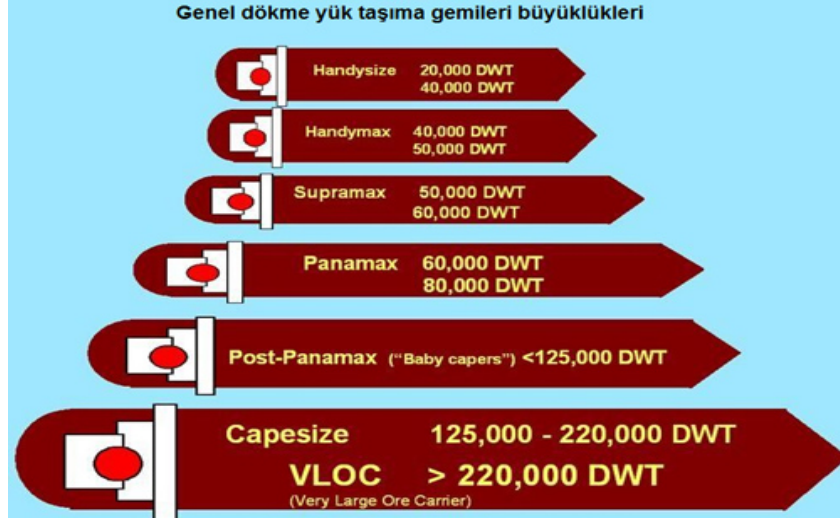 Genel dökme yük taşıma gemileri büyüklükleri
Handysize 20,000 DWT
40,000 DWT
Handymax 40,000 DWT
50,000 DWT
Supramax 50,000 DWT
60,000 DWT
Panamax 60,000 DWT
80,000 DWT
Post-Panamax ("Baby capers") <125,000 DWT
Capesize 125,000 - 220,000 DWT
VLOC > 220,000 DWT
(Very Large Ore Carrier)